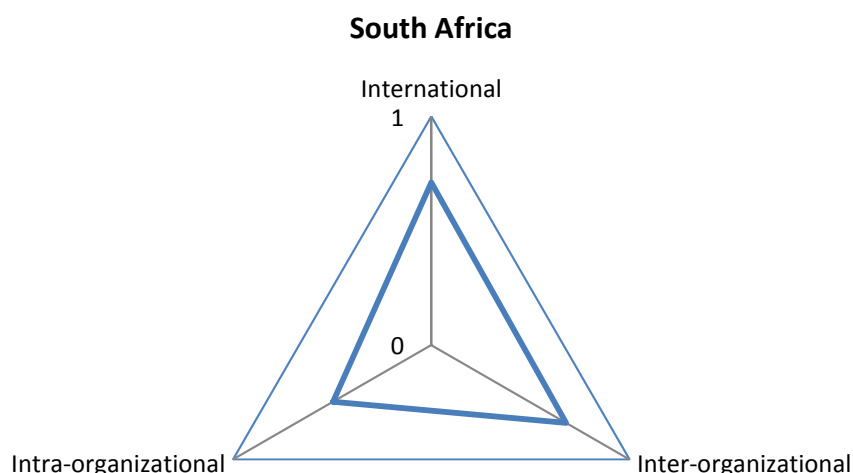 South Africa
International
1
0
Intra-organizational
Inter-organizational